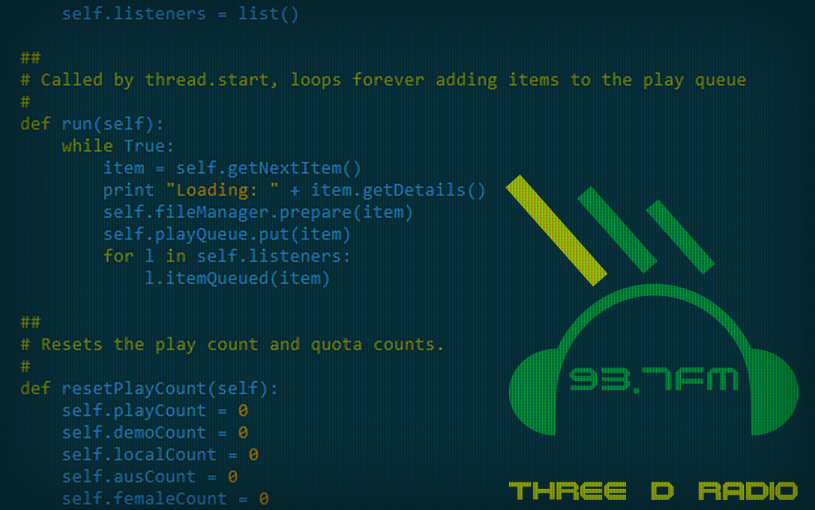 self.listeners = list()
##
# Called by thread.start, loops forever adding items to the play queue
#
def run(self):
while True:
item = self.getNextItem()
print "Loading: " + item.getDetails()
self.fileManager.prepare(item)
self.playQueue.put(item)
for l in self.listeners:
l.itemQueued(item)
##
# Resets the play count and quota counts.
#
def resetPlayCount(self):
self.playCount = 0
self.demoCount = 0
self.localCount = 0
self.ausCount = 0
self.femaleCount = 0
93.7FM
THREE D RADIO